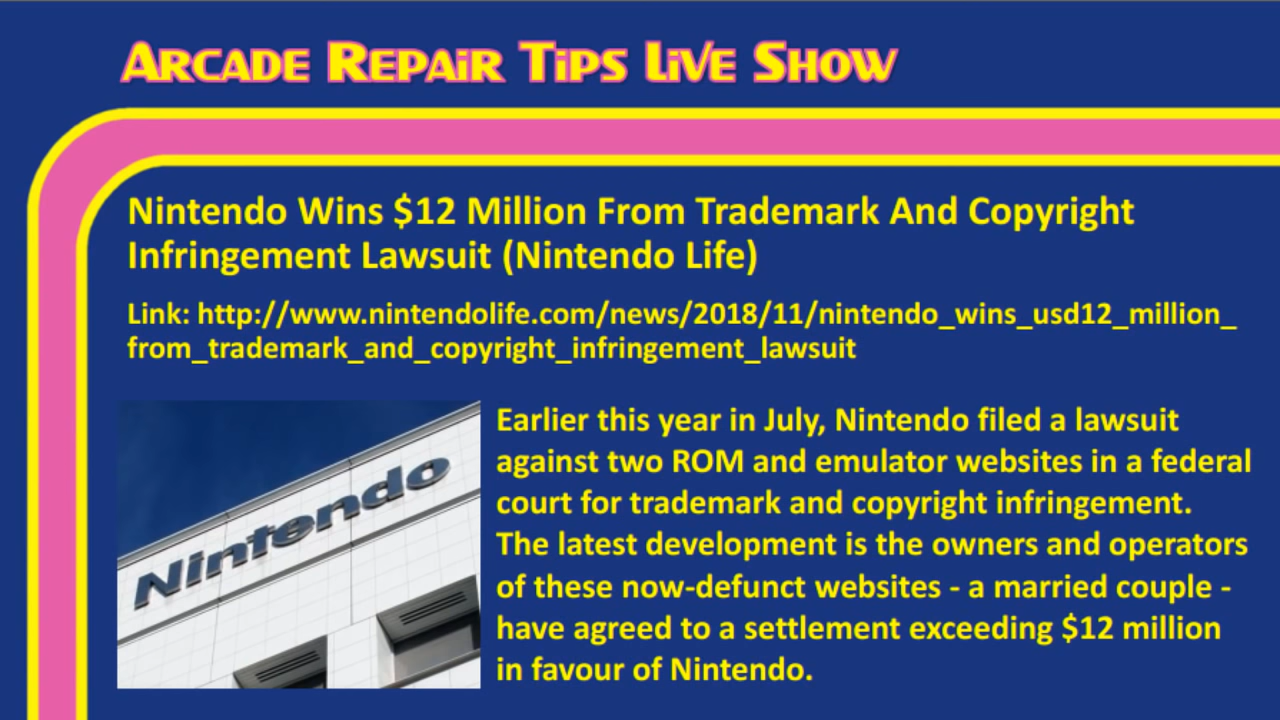 Arcade Repair Tips Live Show
Nintendo Wins $12 Million From Trademark And Copyright
Infringement Lawsuit (Nintendo Life)
Link: http://www.nintendolife.com/news/2018/11/nintendo_wins_usd12_million_
from_trademark_and_copyright_infringement_lawsuit
Nintendo
Earlier this year in July, Nintendo filed a lawsuit
against two ROM and emulator websites in a federal
court for trademark and copyright infringement.
The latest development is the owners and operators
of these now-defunct websites - a married couple -
have agreed to a settlement exceeding $12 million
in favour of Nintendo.